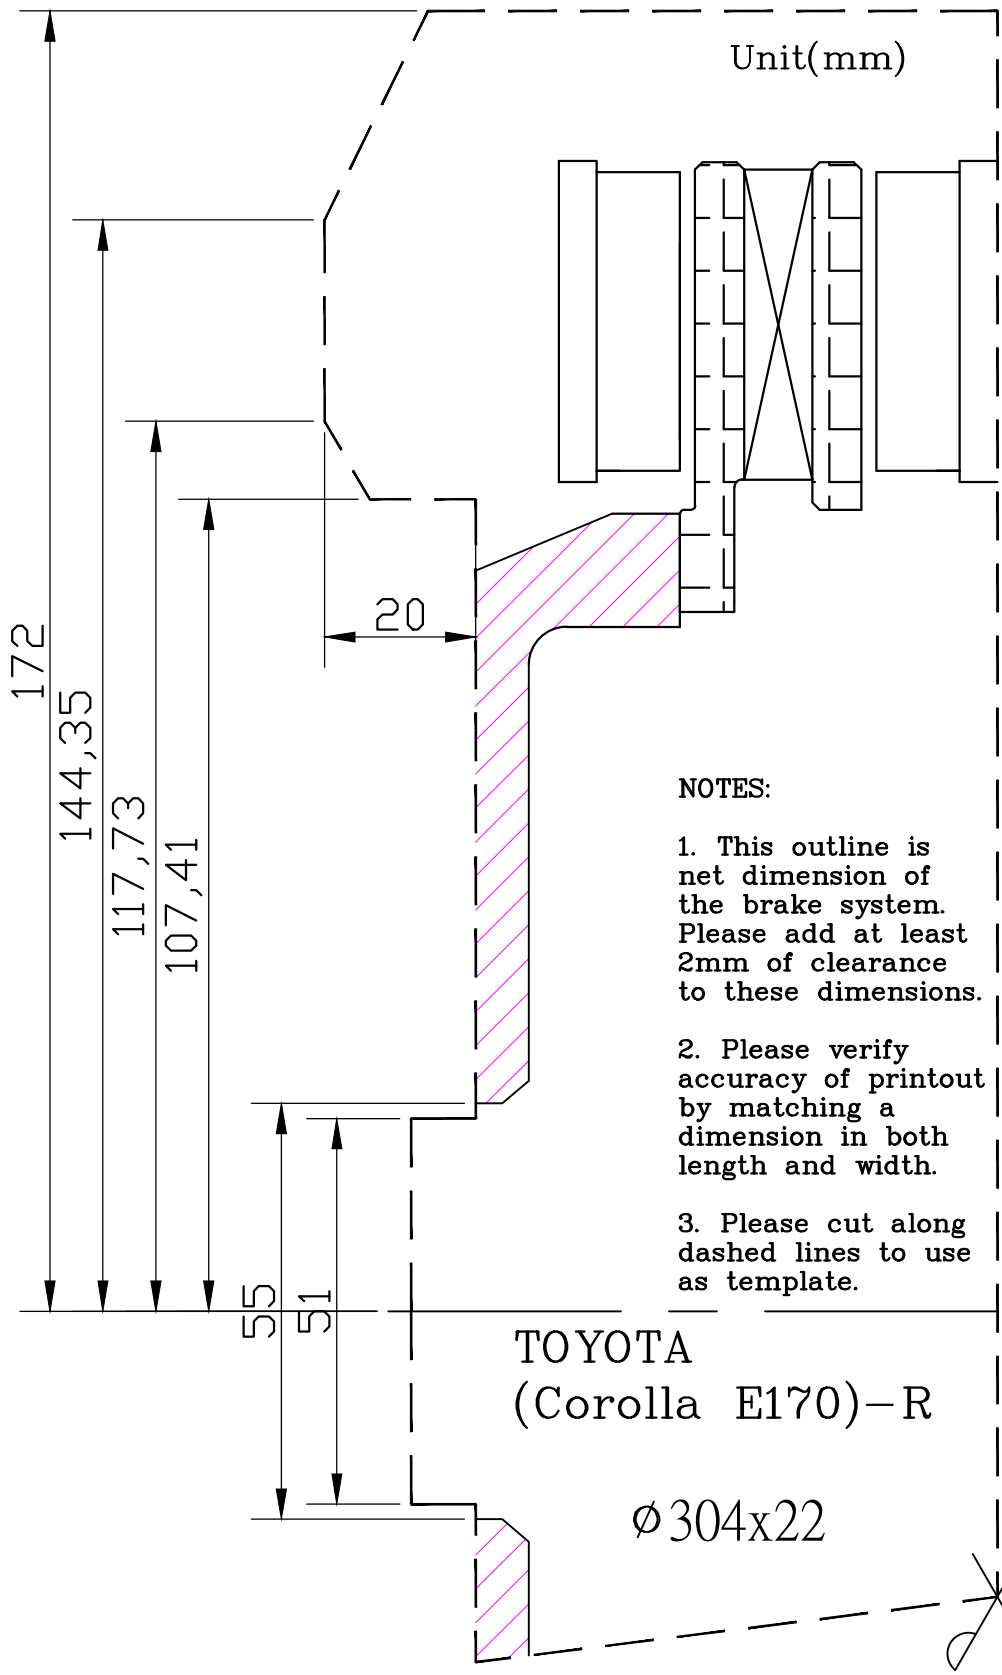 Unit(mm)
172
144,35
117,73
107,41
20
NOTES:
1. This outline is
net dimension of
the brake system.
Please add at least
2mm of clearance
to these dimensions.
2. Please verify
accuracy of printout
by matching a
dimension in both
length and width.
3. Please cut along
dashed lines to use
as template.
55
51
TOYOTA
(Corolla E170)-R
Ø304x22